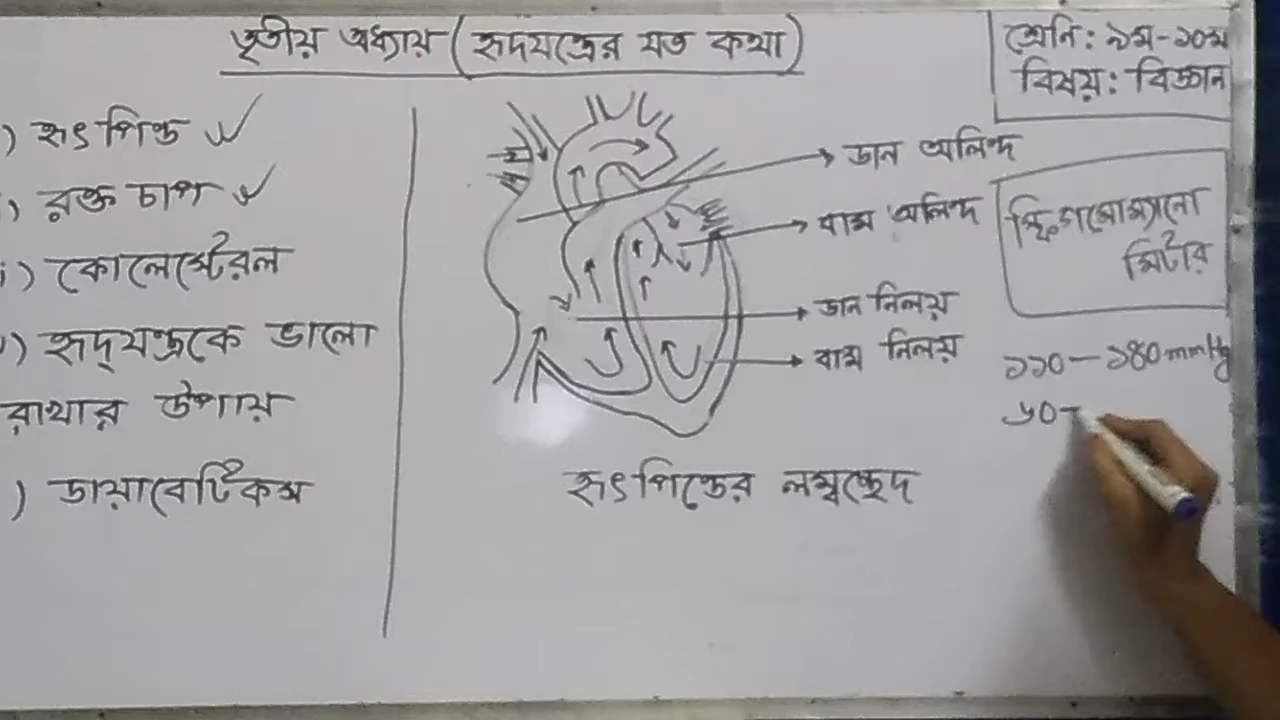 তৃতীয় অধ্যায় (হৃদযন্ত্রের যত কথা)
শ্রেনি : ৯ম-১০ম
বিষয় : বিজ্ঞান
) হৃৎপিন্ড
) রক্ত চাপ
) কোলেস্টেরল
) হৃদ্‌যন্ত্রকে ভালো
রাখার উপায়
) ডায়াবেটিকস
ডান অলিন্দ
বাম অলিন্দ
ডান নিলয়
বাম নিলয়
হৃৎপিন্ডের লম্বচ্ছেদ
স্ফিগমোম্যানো
মিটার
১১০ – ১৪০ mmHg
৬০-